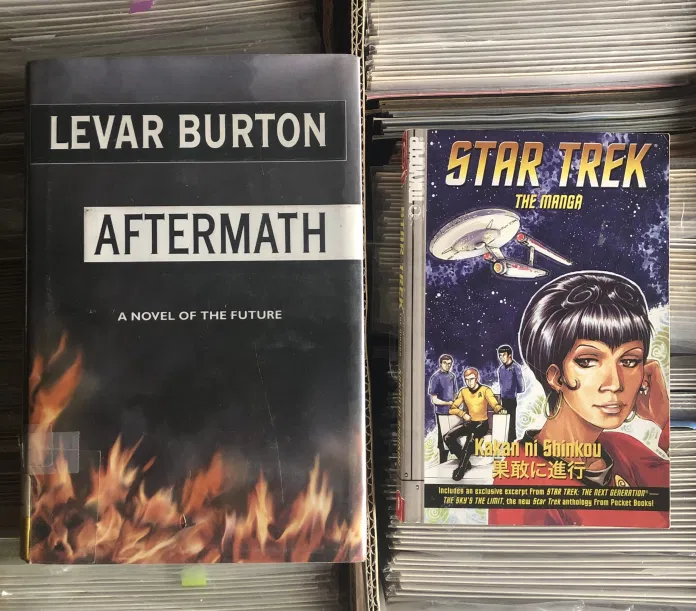 LEVAR BURTON
AFTERMATH
A NOVEL OF THE FUTURE
TOKYOPOP
STAR TREK
THE MANGA
Kakan ni Shinkou
果敢に進行
Includes an exclusive excerpt from STAR TREK: THE NEXT GENERATION®—
THE SKY'S THE LIMIT, the new Star Trek anthology from Pocket Books!